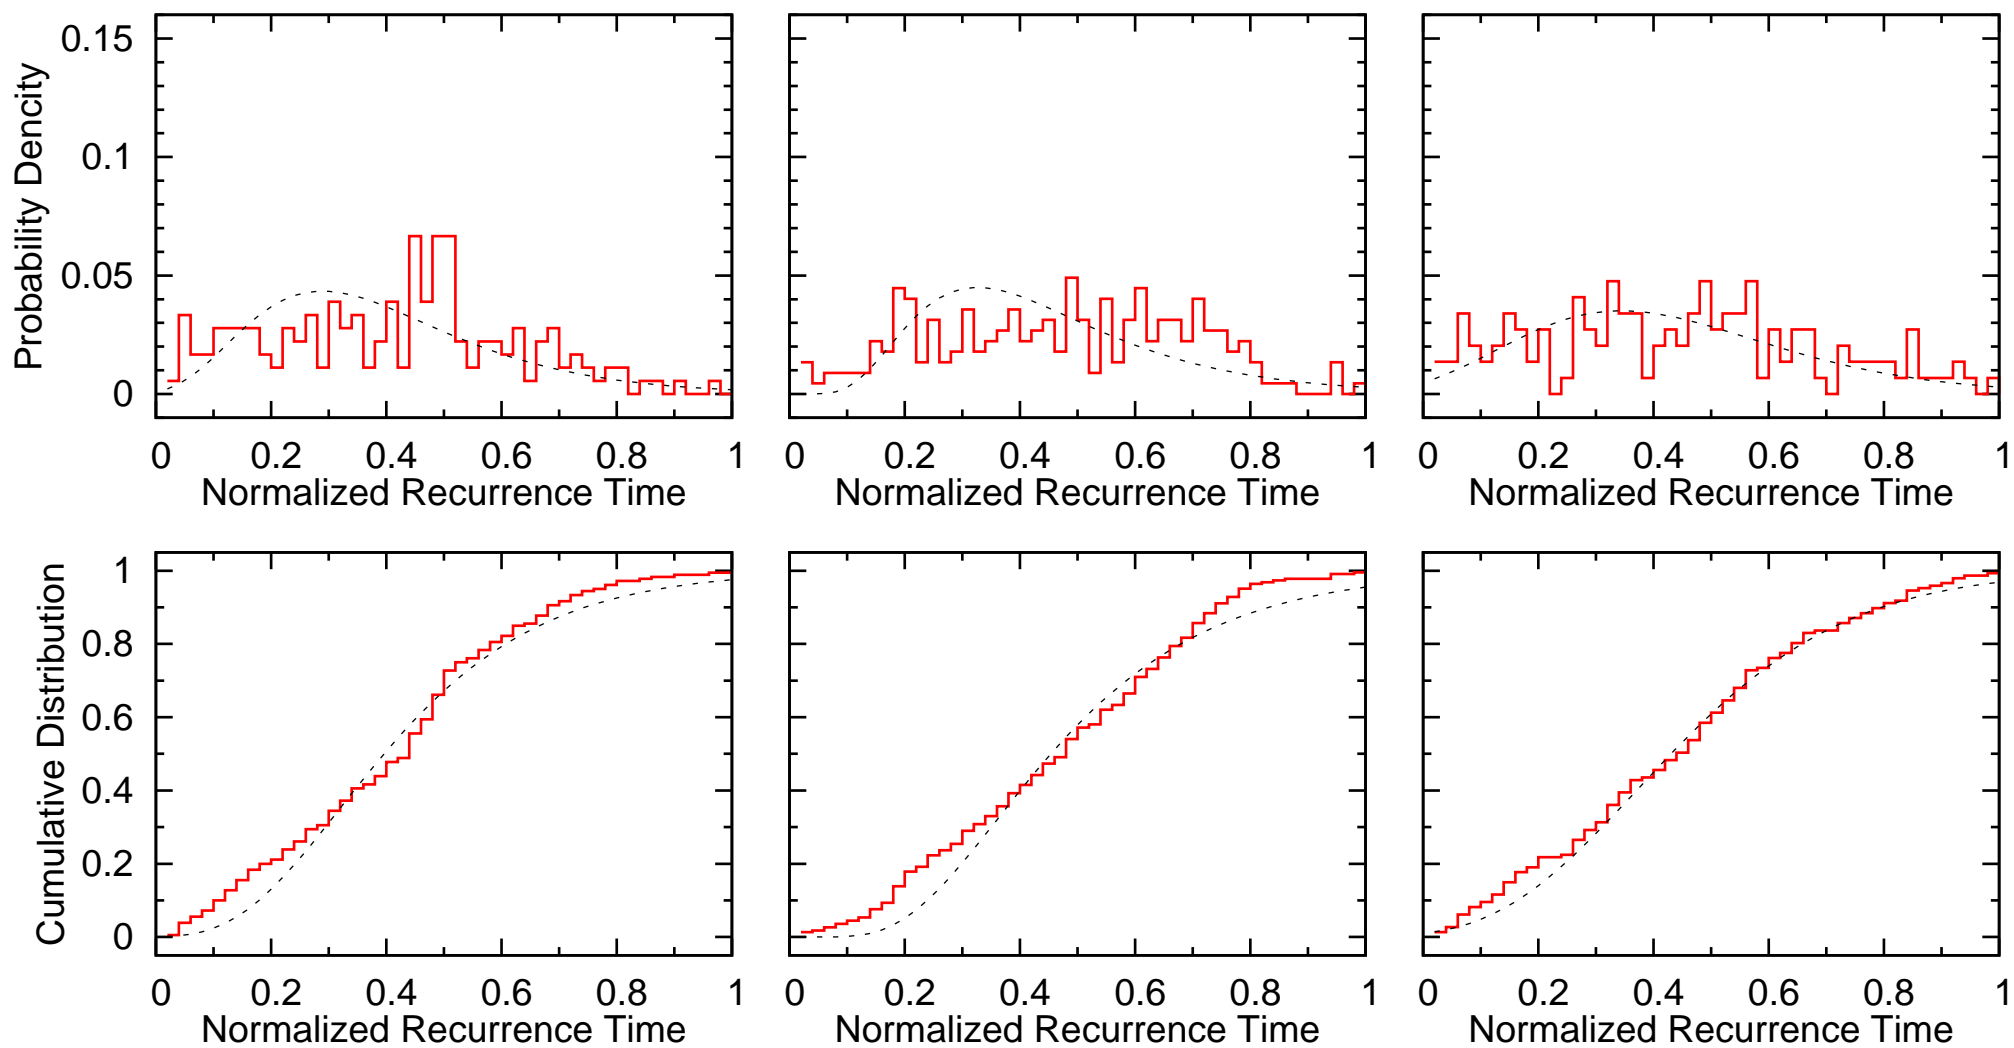 Probability Dencity
0.15
0.1
0.05
0
0 0.2 0.4 0.6 0.8 1
Normalized Recurrence Time
0 0.2 0.4 0.6 0.8 1
Normalized Recurrence Time
0 0.2 0.4 0.6 0.8 1
Normalized Recurrence Time
Cumulative Distribution
1
0.8
0.6
0.4
0.2
0
0 0.2 0.4 0.6 0.8 1
Normalized Recurrence Time
0 0.2 0.4 0.6 0.8 1
Normalized Recurrence Time
0 0.2 0.4 0.6 0.8 1
Normalized Recurrence Time